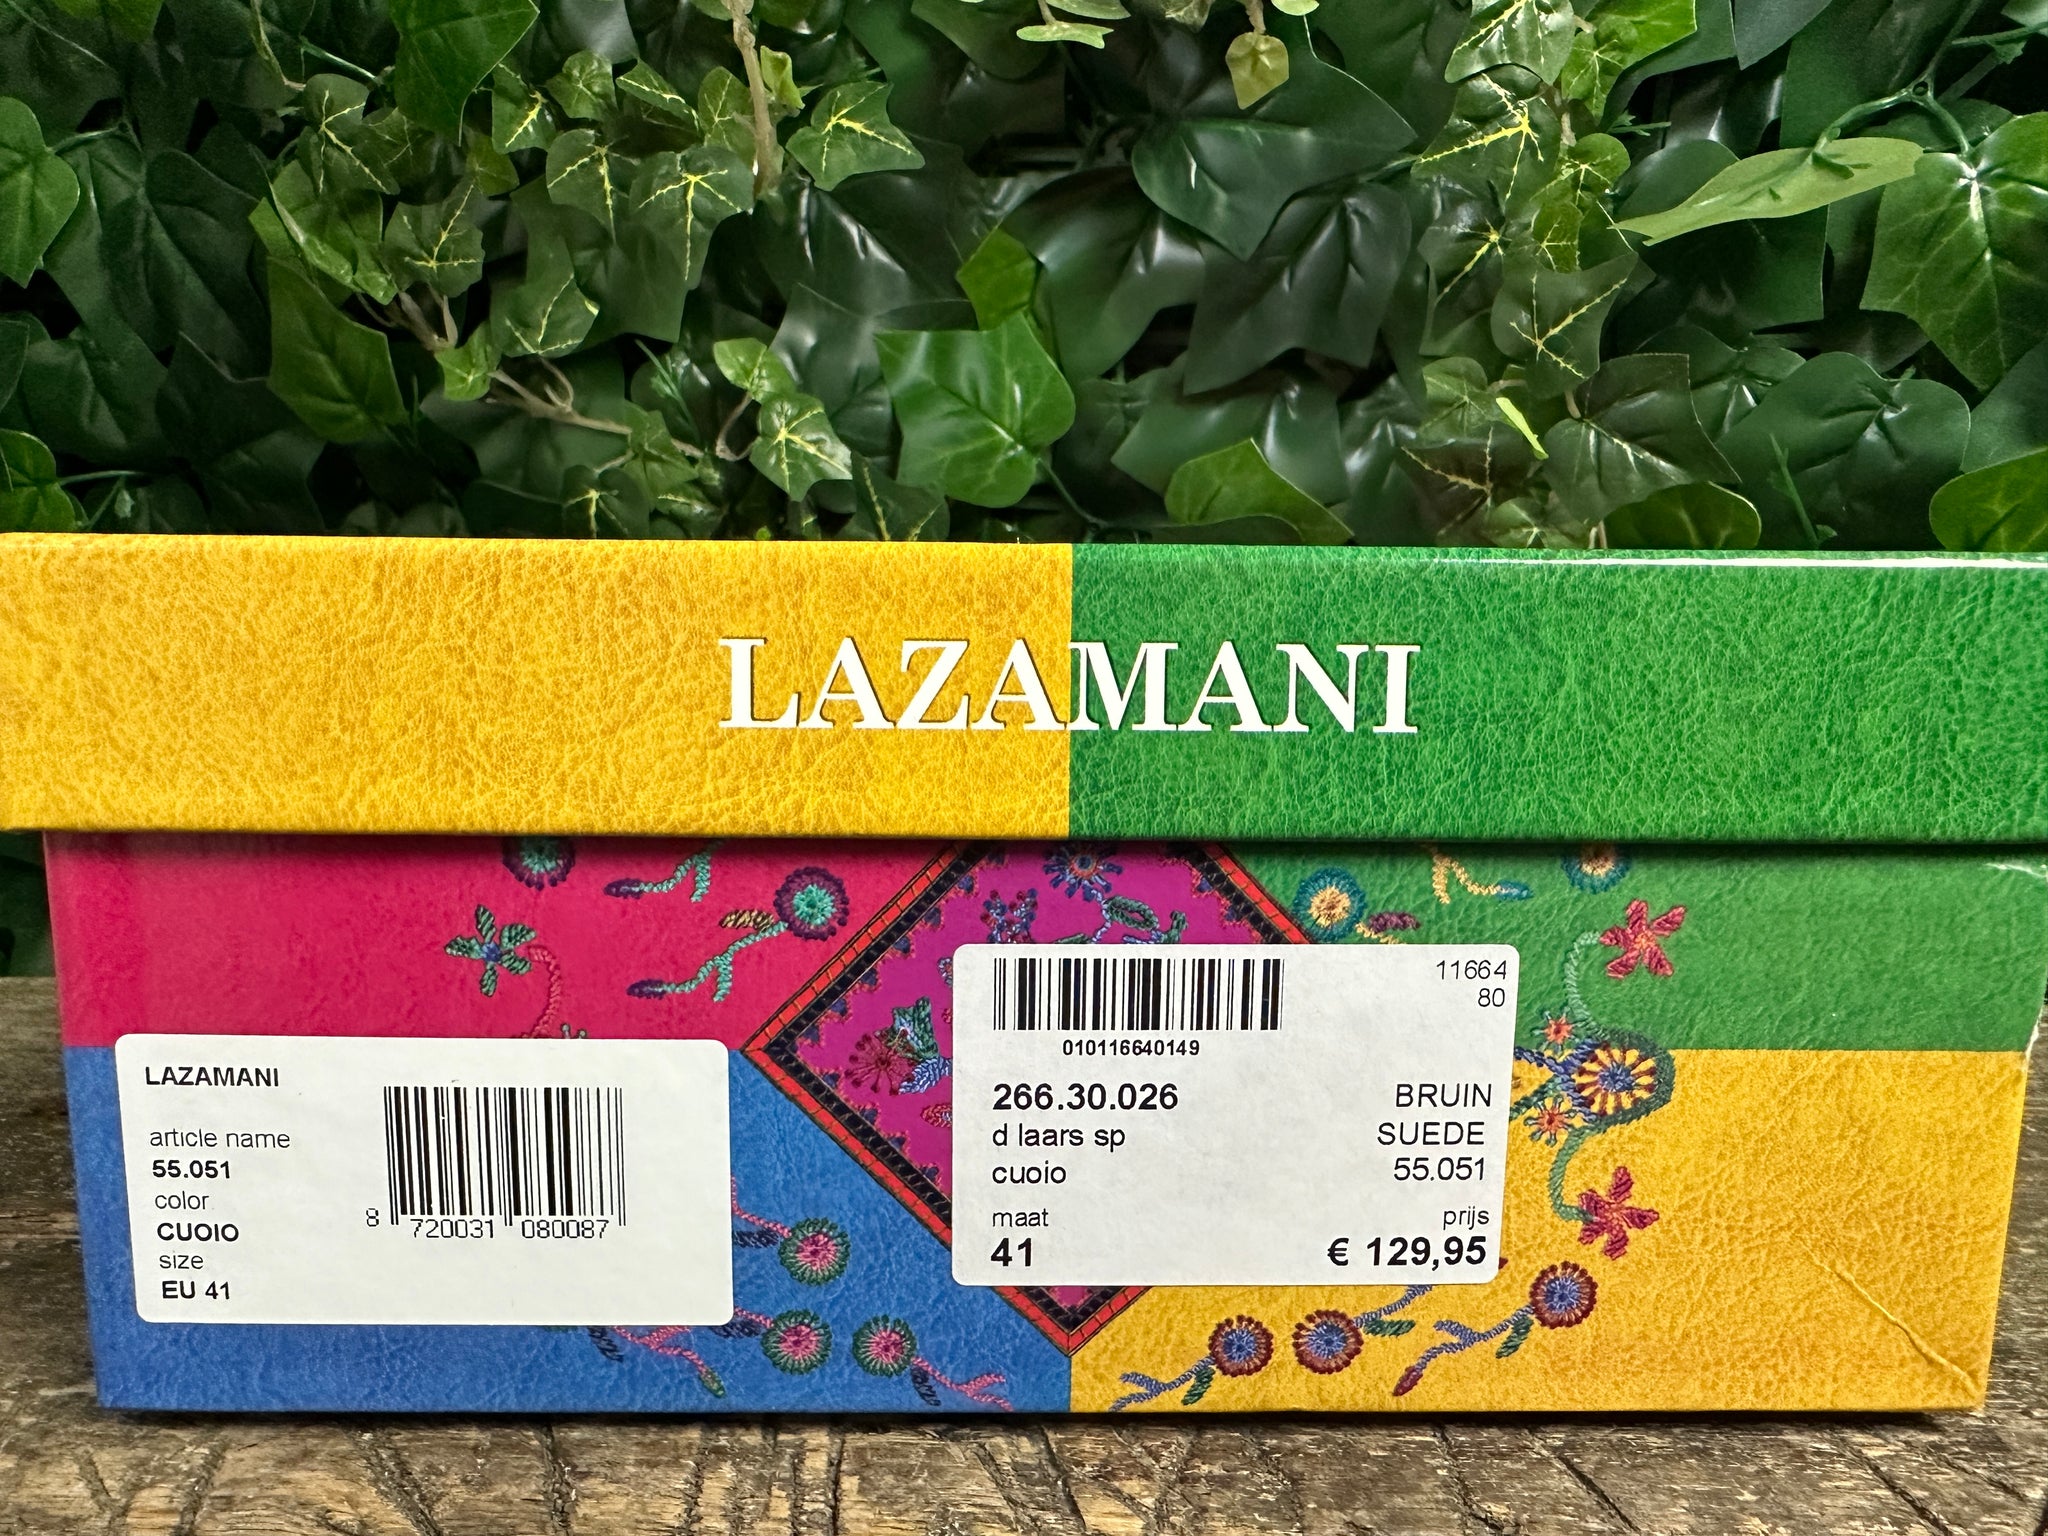 LAZAMANI
LAZAMANI
article name
55.051
color
CUOIO
size
EU 41
8 720031 080087
11664
80
010116640149
266.30.026 BRUIN
d laars sp SUEDE
cuoio 55.051
maat prijs
41 € 129,95